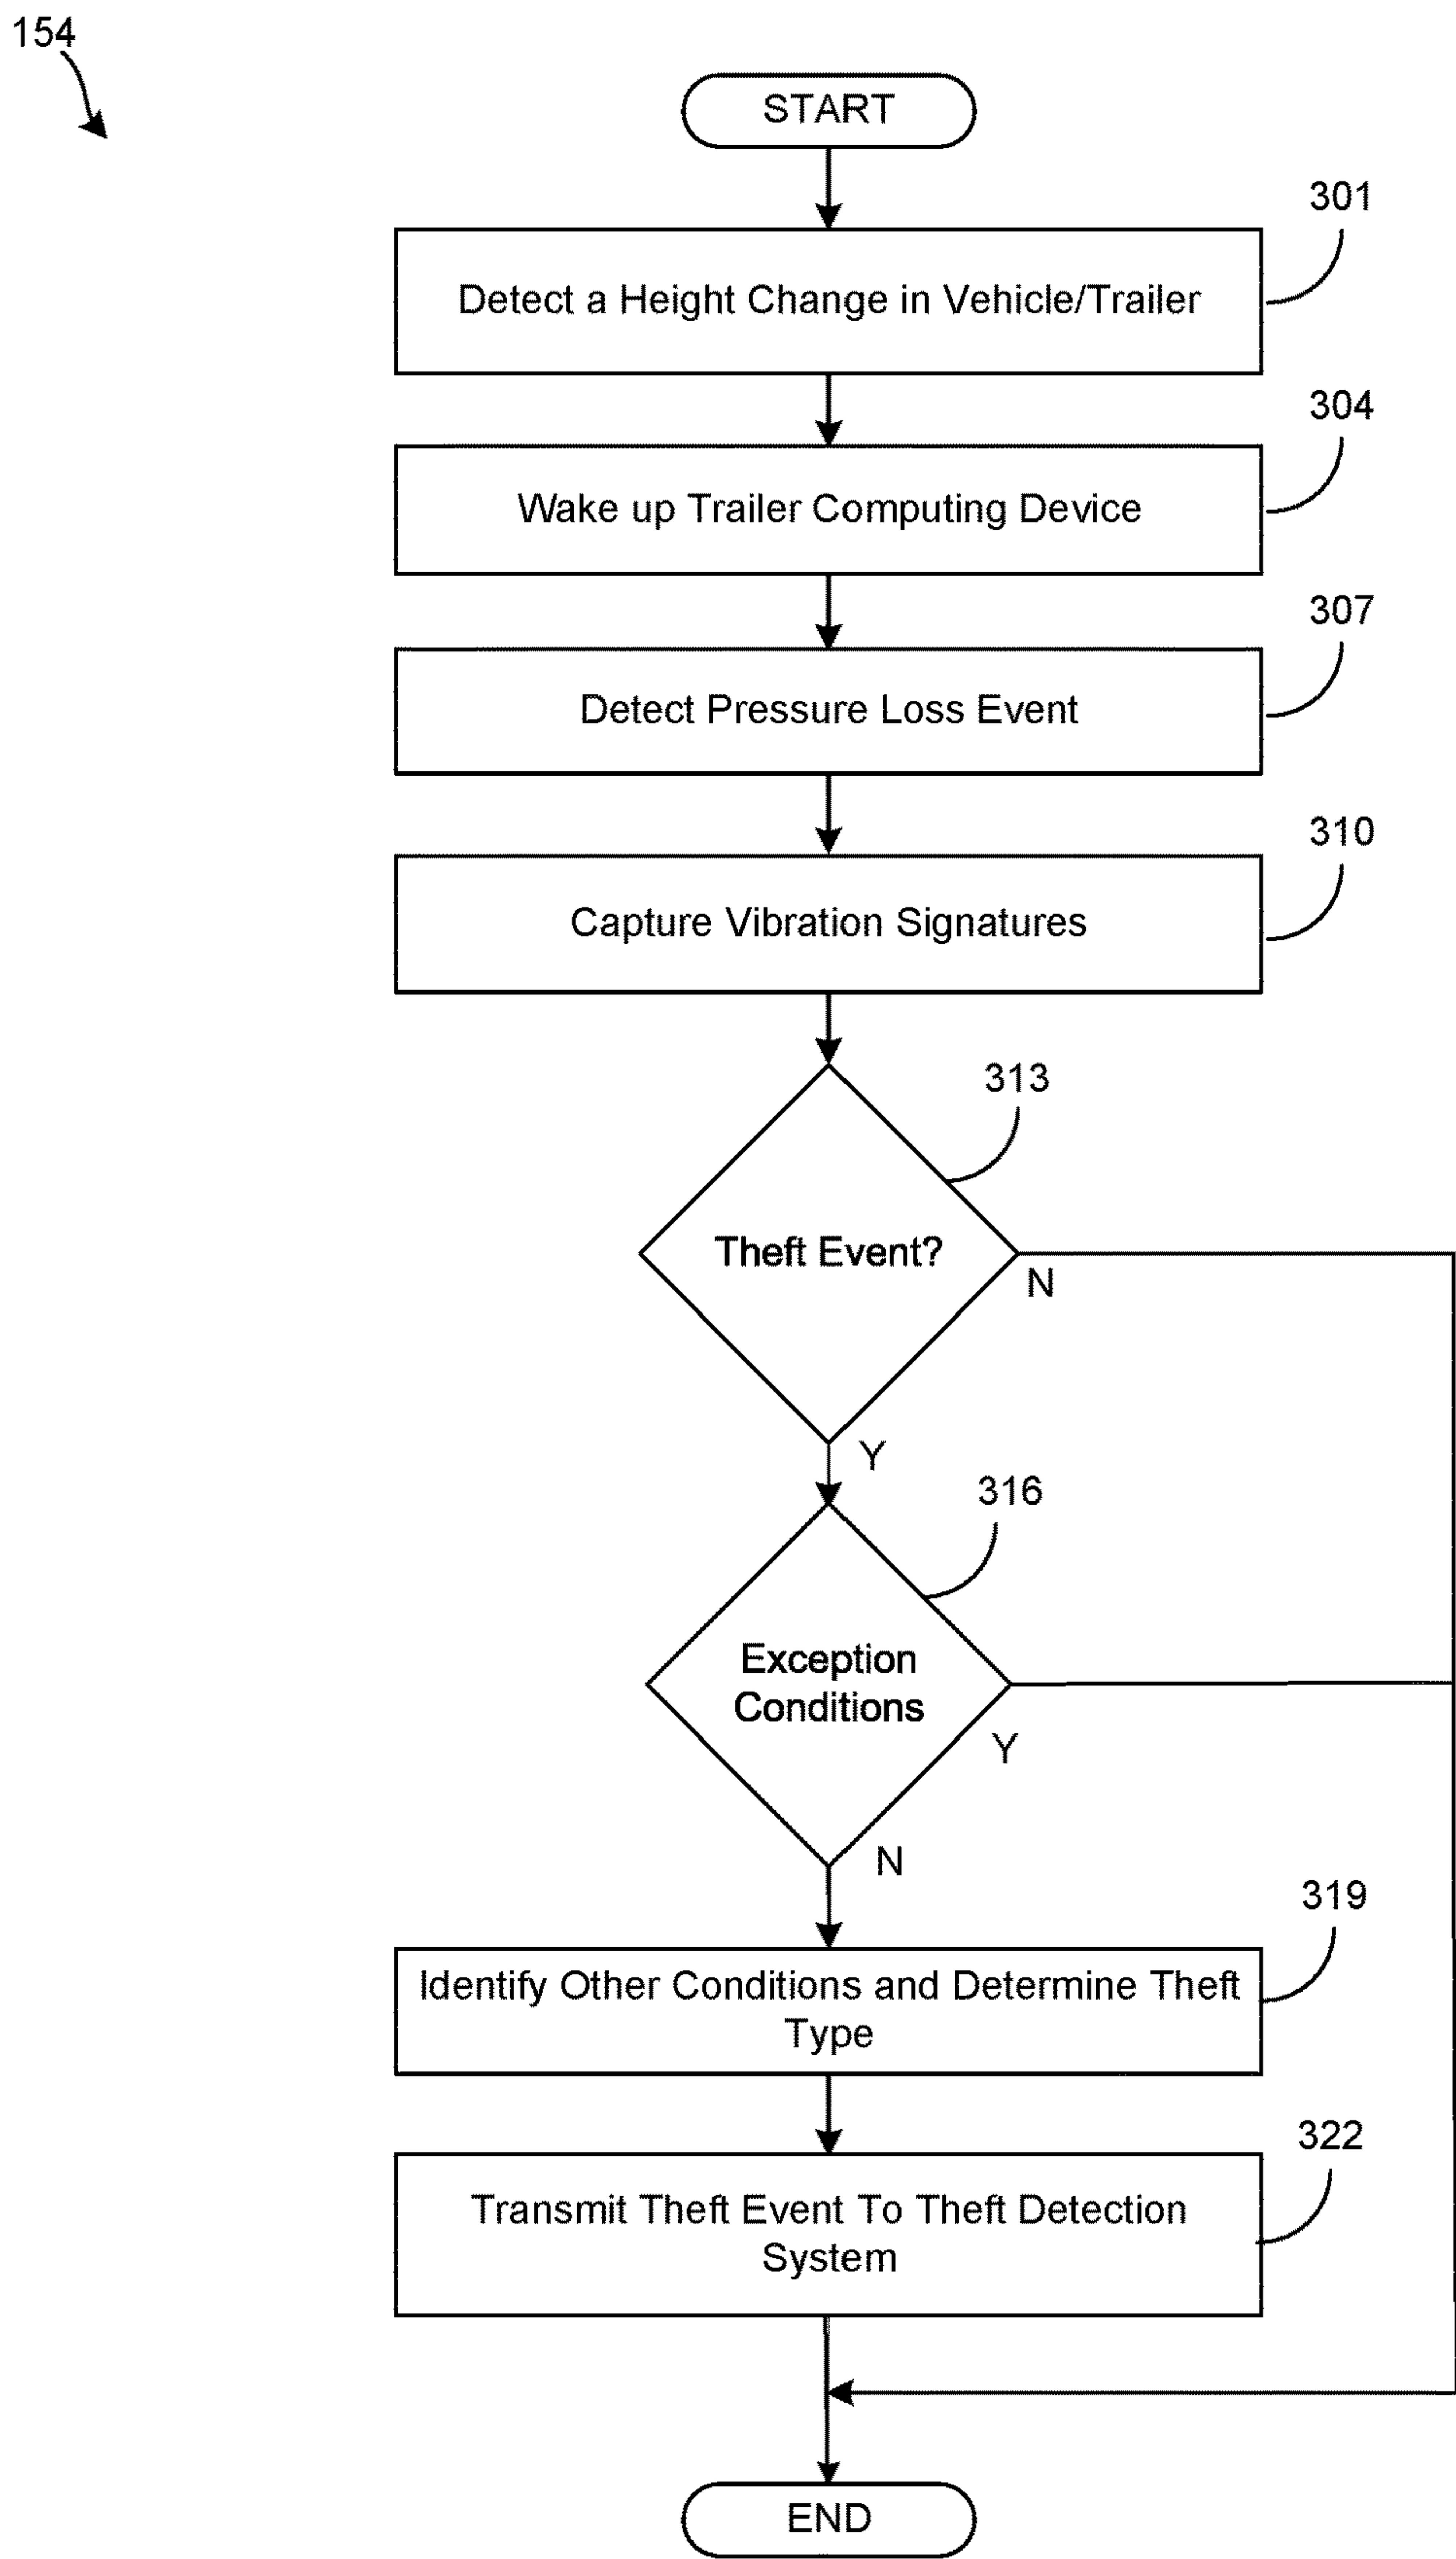 154
START
301
Detect a Height Change in Vehicle/Trailer
304
Wake up Trailer Computing Device
307
Detect Pressure Loss Event
310
Capture Vibration Signatures
313
Theft Event?
N
Y
316
Exception
Conditions
Y
N
319
Identify Other Conditions and Determine Theft
Type
322
Transmit Theft Event To Theft Detection
System
END